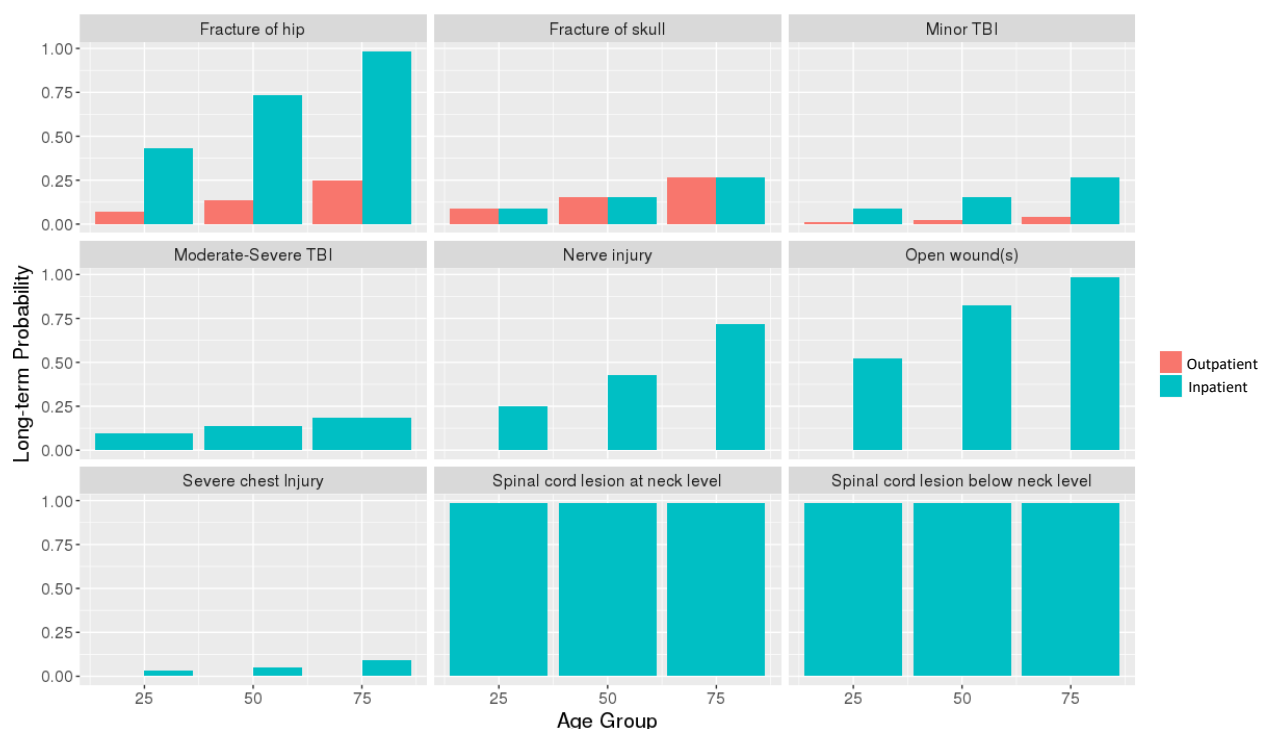 Fracture of hip Fracture of skull Minor TBI
1.00
0.75
0.50
0.25
0.00
Moderate-Severe TBI Nerve injury Open wound(s)
1.00
0.75
0.50
0.25
0.00
Severe chest Injury Spinal cord lesion at neck level Spinal cord lesion below neck level
1.00
0.75
0.50
0.25
0.00
25 50 75 25 50 75 25 50 75
Age Group
Long-term Probability
Outpatient
Inpatient